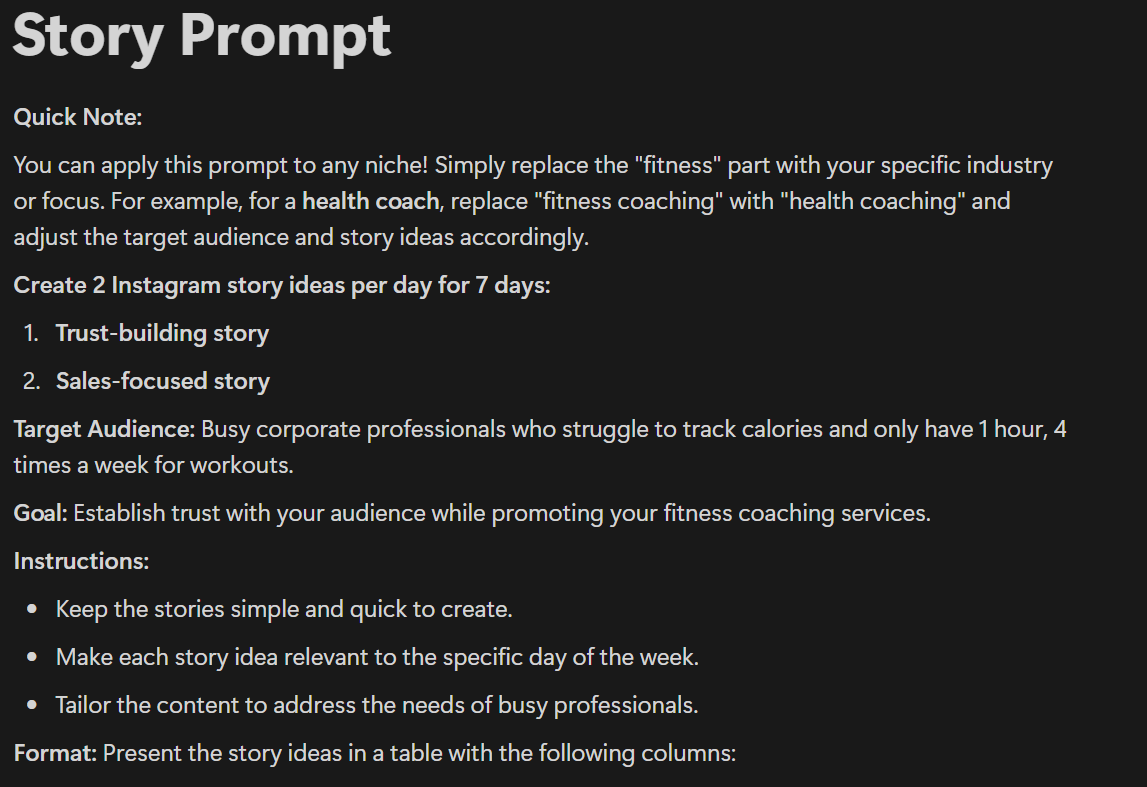 Story Prompt
Quick Note:
You can apply this prompt to any niche! Simply replace the "fitness" part with your specific industry
or focus. For example, for a health coach, replace "fitness coaching" with "health coaching" and
adjust the target audience and story ideas accordingly.
Create 2 Instagram story ideas per day for 7 days:
1. Trust-building story
2. Sales-focused story
Target Audience: Busy corporate professionals who struggle to track calories and only have 1 hour, 4
times a week for workouts.
Goal: Establish trust with your audience while promoting your fitness coaching services.
Instructions:
• Keep the stories simple and quick to create.
• Make each story idea relevant to the specific day of the week.
• Tailor the content to address the needs of busy professionals.
Format: Present the story ideas in a table with the following columns: